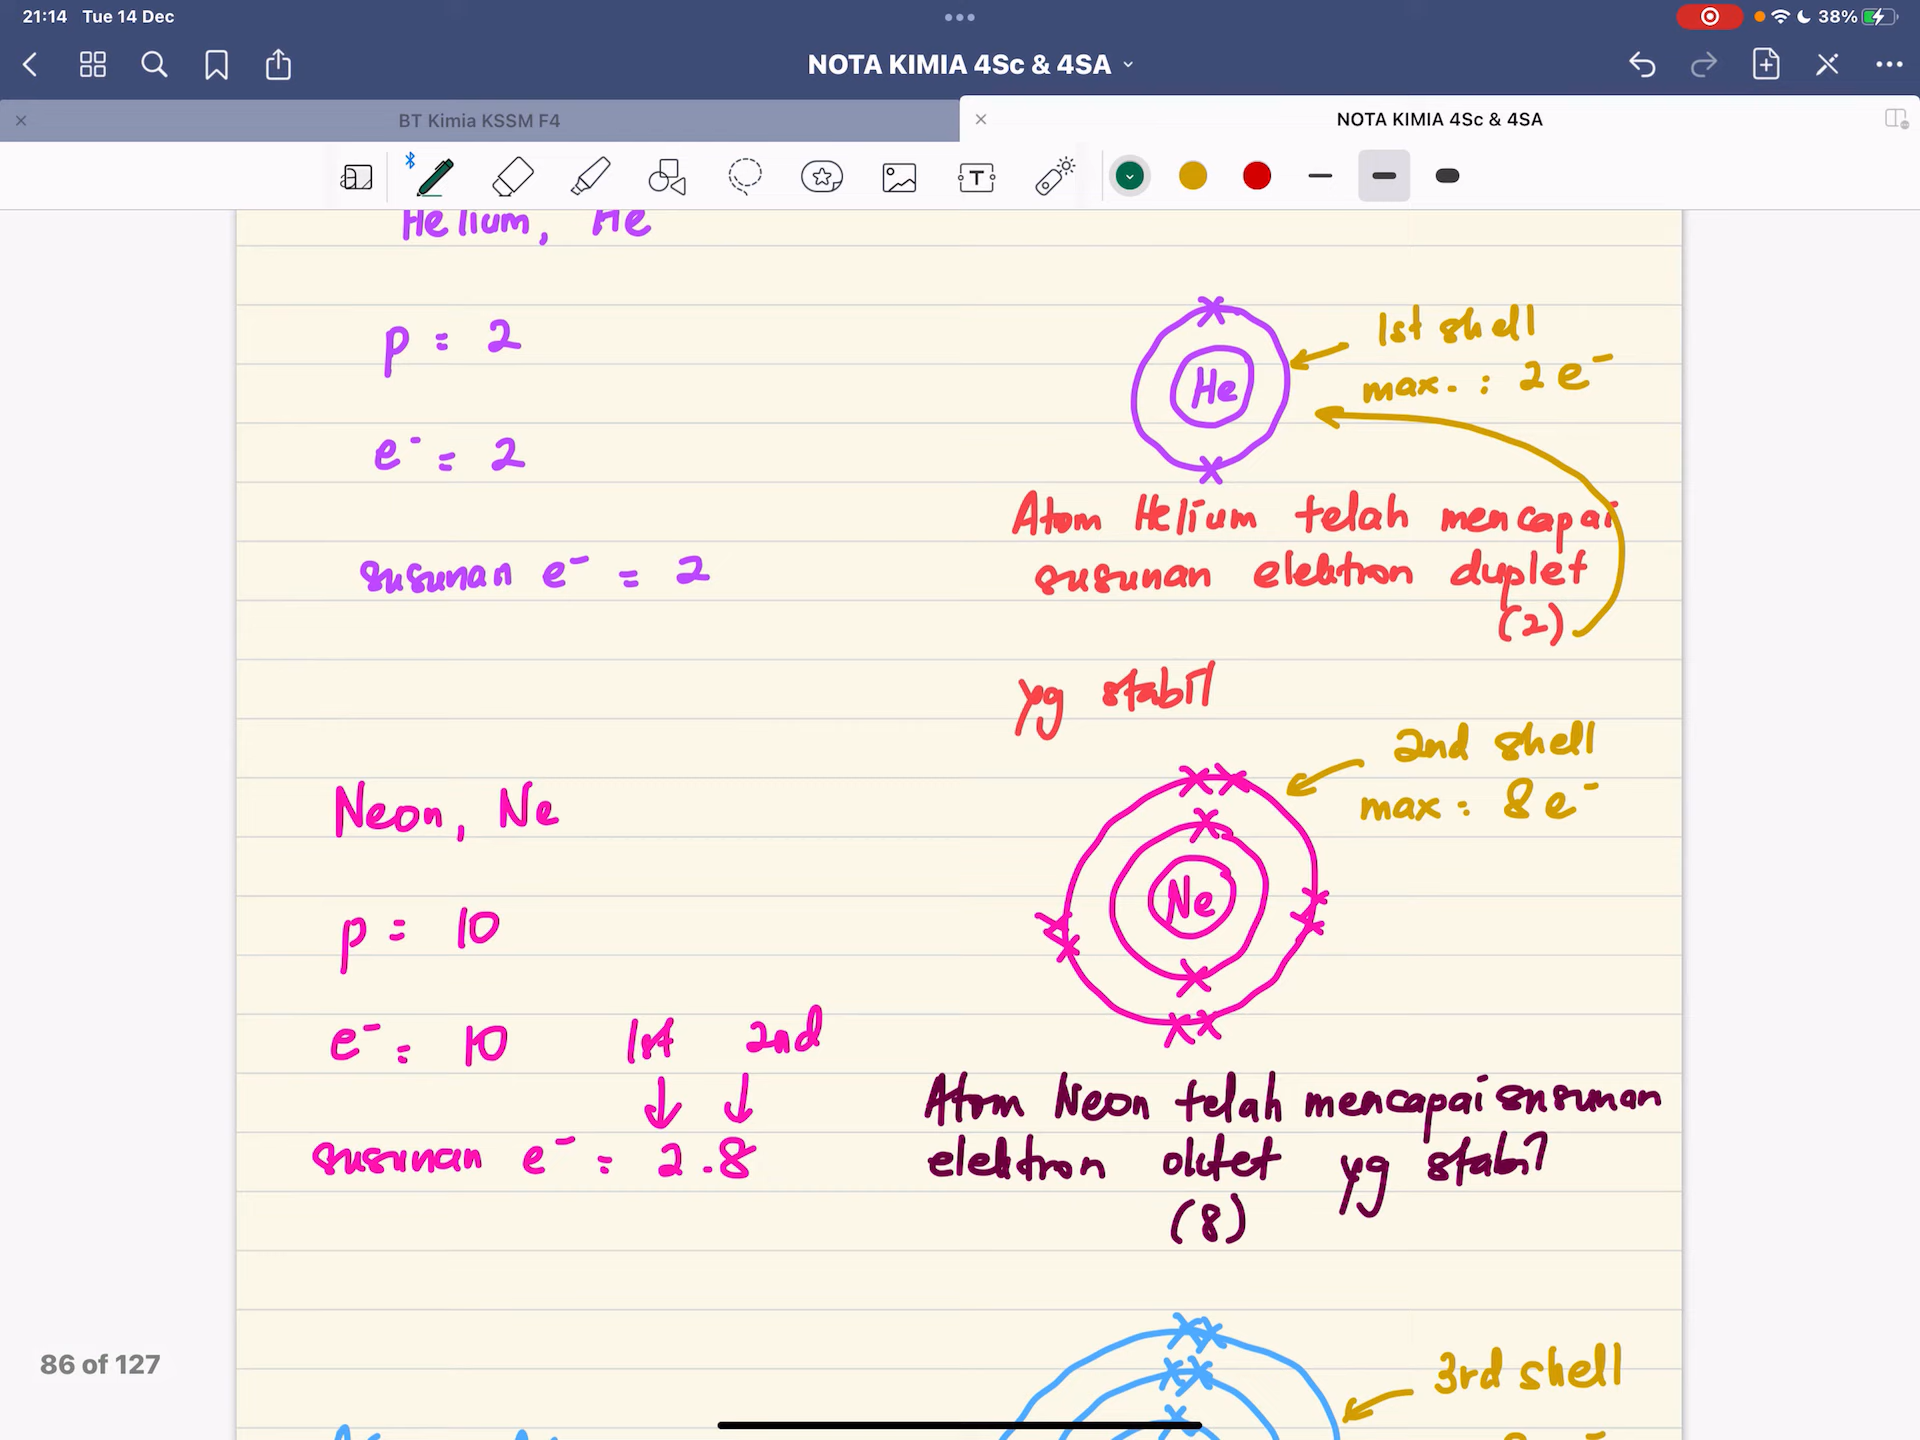 21:14 Tue 14 Dec
38%
NOTA KIMIA 4Sc & 4SA
BT Kimia KSSM F4
NOTA KIMIA 4Sc & 4SA
Helium, He
p = 2
e⁻ = 2
susunan e⁻ = 2
He
1st shell
max. : 2e⁻
Atom Helium telah mencapai
susunan elektron duplet
(2)
yg stabil
Neon, Ne
p = 10
e⁻ = 10
1st 2nd
susunan e⁻ = 2.8
Ne
2nd shell
max : 8e⁻
Atom Neon telah mencapai susunan
elektron oktet yg stabil
(8)
3rd shell
86 of 127